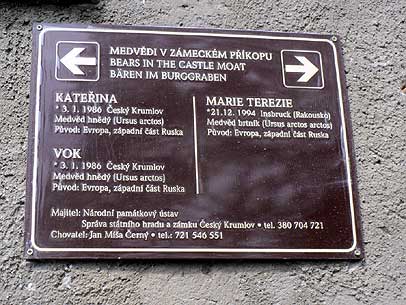 MEDVĚDI V ZÁMECKÉM PŘÍKOPU
BEARS IN THE CASTLE MOAT
BÄREN IM BURGGRABEN
KATEŘINA
* 3. 1. 1986 Český Krumlov
Medvěd hnědý (Ursus arctos)
Původ: Evropa, západní část Ruska
VOK
* 3. 1. 1986 Český Krumlov
Medvěd hnědý (Ursus arctos)
Původ: Evropa, západní část Ruska
MARIE TEREZIE
*21.12. 1994 Insbruck (Rakousko)
Medvěd brtník (Ursus arctos arctos)
Původ: Evropa, západní část Ruska
Majitel: Národní památkový ústav
Správa státního hradu a zámku Český Krumlov • tel. 380 704 721
Chovatel: Jan Míša Černý • tel.: 721 546 551